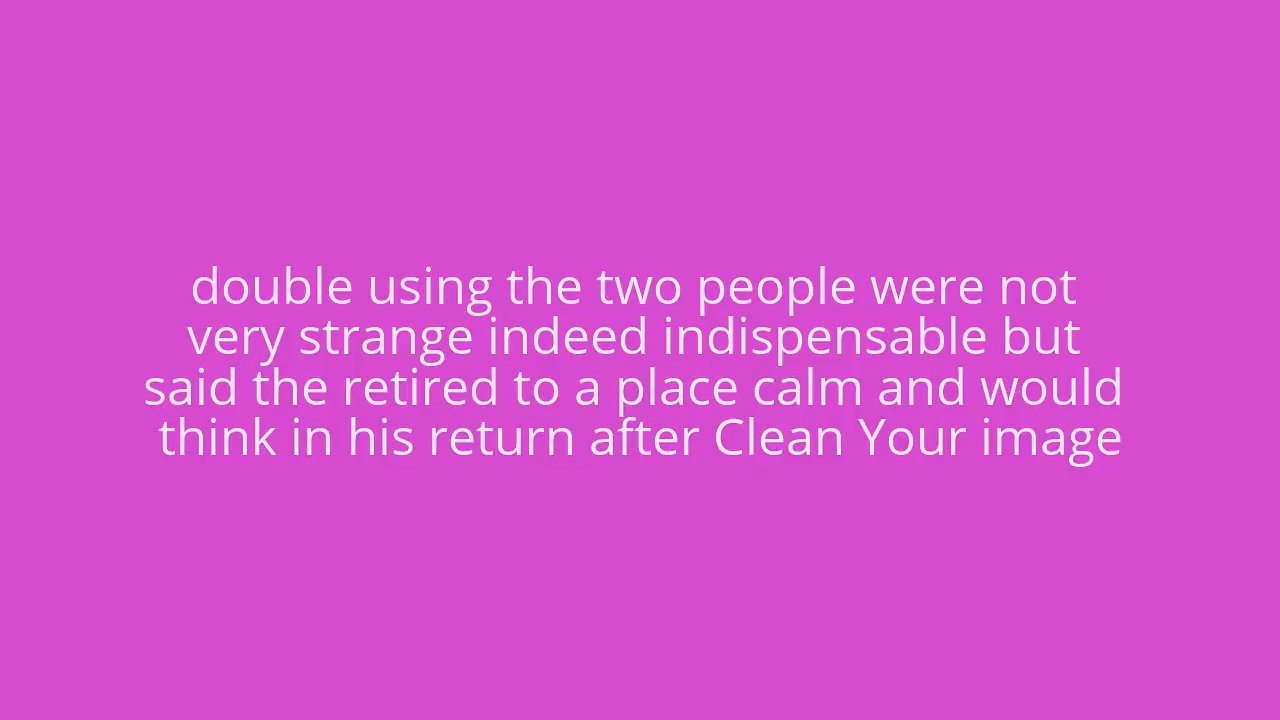 double using the two people were not
very strange indeed indispensable but
said the retired to a place calm and would
think in his return after Clean Your image